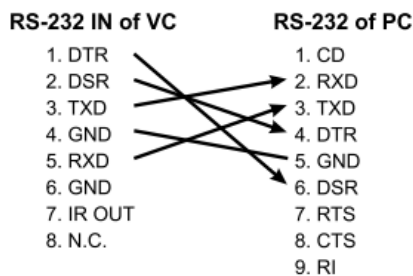 RS-232 IN of VC
1. DTR
2. DSR
3. TXD
4. GND
5. RXD
6. GND
7. IR OUT
8. N.C.
RS-232 of PC
1. CD
2. RXD
3. TXD
4. DTR
5. GND
6. DSR
7. RTS
8. CTS
9. RI